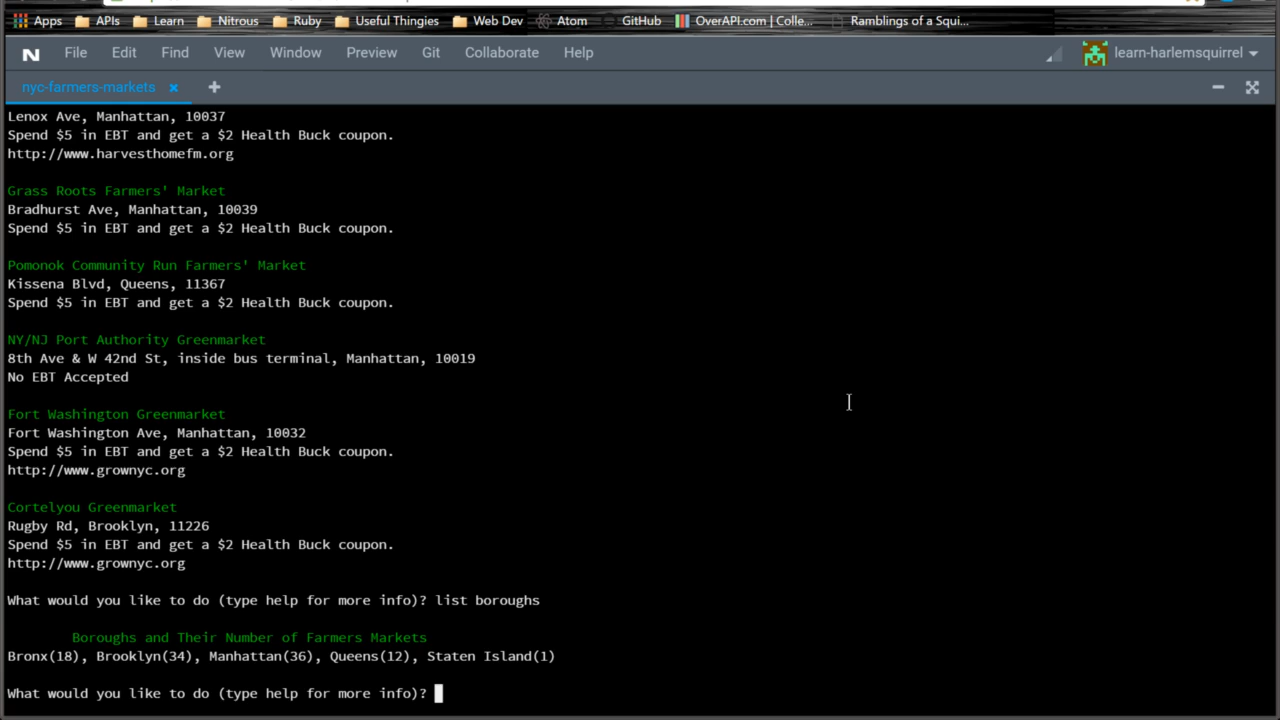 Apps APIs Learn Nitrous Ruby Useful Thingies Web Dev Atom GitHub OverAPI.com | Colle... Ramblings of a Squi...
N File Edit Find View Window Preview Git Collaborate Help learn-harlemsquirrel
nyc-farmers-markets × +
Lenox Ave, Manhattan, 10037
Spend $5 in EBT and get a $2 Health Buck coupon.
http://www.harvesthomefm.org
Grass Roots Farmers' Market
Bradhurst Ave, Manhattan, 10039
Spend $5 in EBT and get a $2 Health Buck coupon.
Pomonok Community Run Farmers' Market
Kissena Blvd, Queens, 11367
Spend $5 in EBT and get a $2 Health Buck coupon.
NY/NJ Port Authority Greenmarket
8th Ave & W 42nd St, inside bus terminal, Manhattan, 10019
No EBT Accepted
Fort Washington Greenmarket
Fort Washington Ave, Manhattan, 10032
Spend $5 in EBT and get a $2 Health Buck coupon.
http://www.grownyc.org
Cortelyou Greenmarket
Rugby Rd, Brooklyn, 11226
Spend $5 in EBT and get a $2 Health Buck coupon.
http://www.grownyc.org
What would you like to do (type help for more info)? list boroughs
Boroughs and Their Number of Farmers Markets
Bronx(18), Brooklyn(34), Manhattan(36), Queens(12), Staten Island(1)
What would you like to do (type help for more info)?